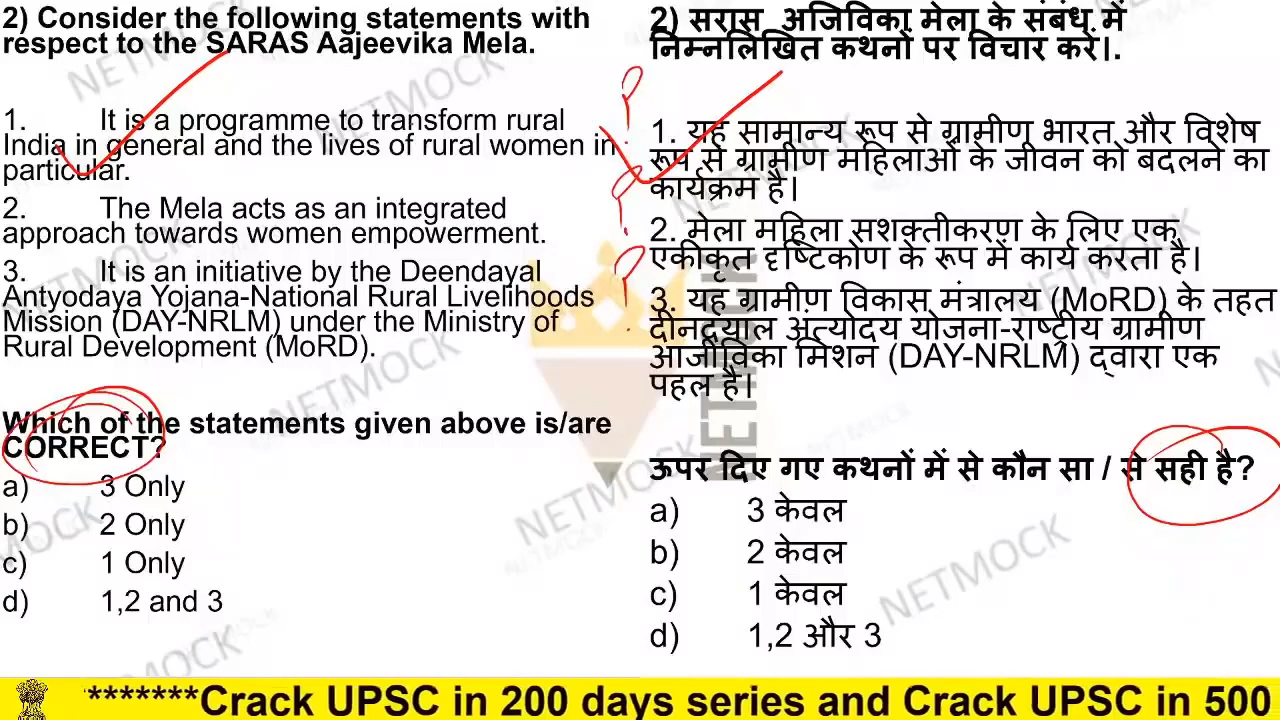 2) Consider the following statements with
respect to the SARAS Aajeevika Mela.
1. It is a programme to transform rural
India in general and the lives of rural women in
particular.
2. The Mela acts as an integrated
approach towards women empowerment.
3. It is an initiative by the Deendayal
Antyodaya Yojana-National Rural Livelihoods
Mission (DAY-NRLM) under the Ministry of
Rural Development (MoRD).
Which of the statements given above is/are
CORRECT?
a) 3 Only
b) 2 Only
c) 1 Only
d) 1,2 and 3
2) सरास अजिविका मेला के संबंध में
निम्नलिखित कथनों पर विचार करें।.
1. यह सामान्य रूप से ग्रामीण भारत और विशेष
रूप से ग्रामीण महिलाओं के जीवन को बदलने का
कार्यक्रम है।
2. मेला महिला सशक्तीकरण के लिए एक
एकीकृत दृष्टिकोण के रूप में कार्य करता है।
3. यह ग्रामीण विकास मंत्रालय (MoRD) के तहत
दीनदयाल अंत्योदय योजना-राष्ट्रीय ग्रामीण
आजीविका मिशन (DAY-NRLM) द्वारा एक
पहल है।
ऊपर दिए गए कथनों में से कौन सा / से सही है?
a) 3 केवल
b) 2 केवल
c) 1 केवल
d) 1,2 और 3
NETMOCK
*******Crack UPSC in 200 days series and Crack UPSC in 500